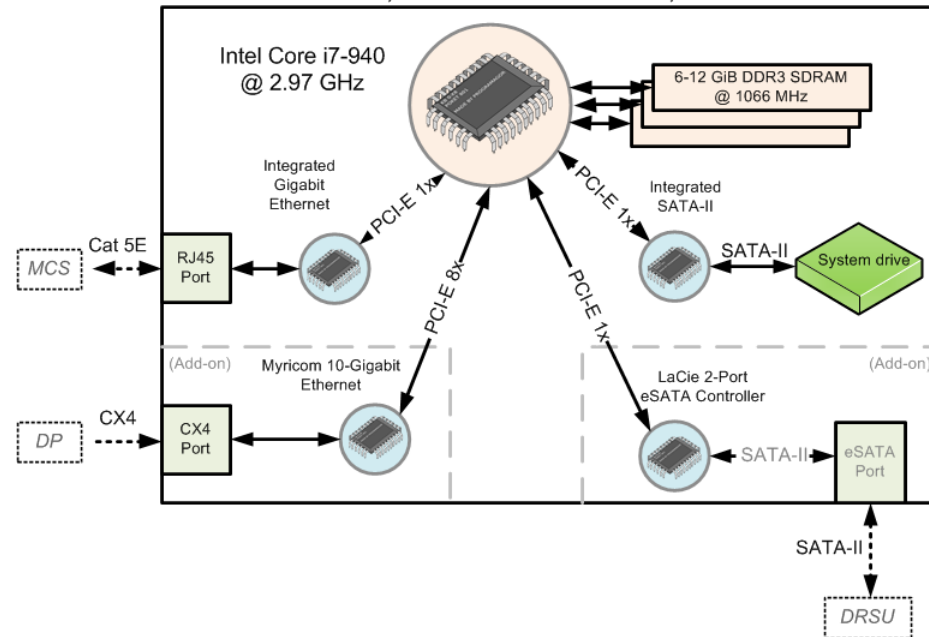 Intel Core i7-940
@ 2.97 GHz
6-12 GiB DDR3 SDRAM
@ 1066 MHz
Integrated
Gigabit
Ethernet
PCI-E 1x
PCI-E 1x
Integrated
SATA-II
MCS
Cat 5E
RJ45
Port
PCI-E 8x
PCI-E 1x
SATA-II
System drive
(Add-on)
Myricom 10-Gigabit
Ethernet
LaCie 2-Port
eSATA Controller
(Add-on)
DP
CX4
CX4
Port
SATA-II
eSATA
Port
SATA-II
DRSU